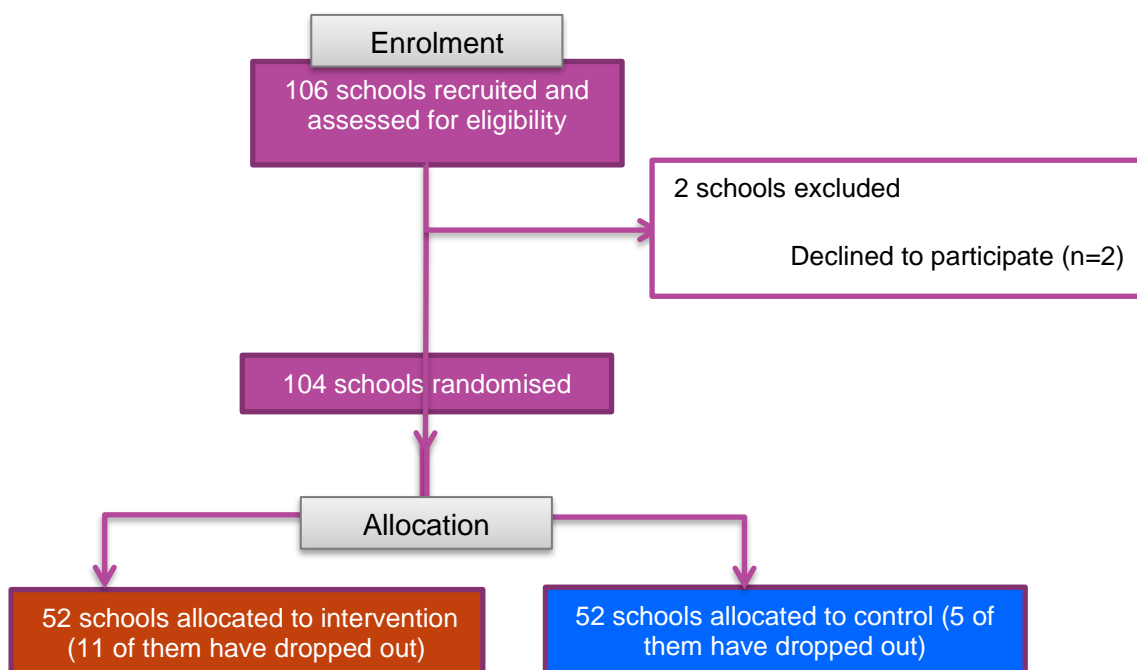 Enrolment
106 schools recruited and
assessed for eligibility
2 schools excluded
Declined to participate (n=2)
104 schools randomised
Allocation
52 schools allocated to intervention
(11 of them have dropped out)
52 schools allocated to control (5 of
them have dropped out)